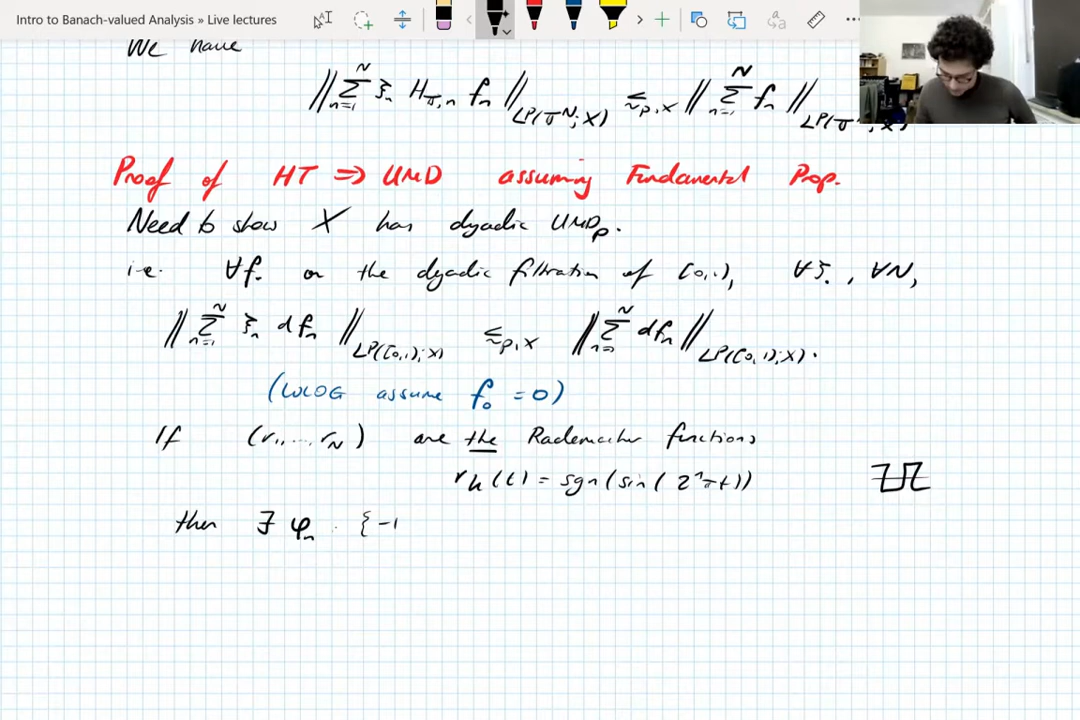 Intro to Banach-valued Analysis » Live lectures
We have
‖ Σ_{n=1}^{N} ξ_n H_{𝕋,n} f_n ‖_{L^p(𝕋^N; X)} ≲_{p,X} ‖ Σ_{n=1}^{N} f_n ‖_{L^p(𝕋^N; X)}
Proof of HT ⇒ UMD assuming Fundamental Prop.
Need to show X has dyadic UMD_p.
i.e. ∀f. on the dyadic filtration of [0,1), ∀ξ., ∀N,
‖ Σ_{n=1}^{N} ξ_n df_n ‖_{L^p([0,1); X)} ≲_{p,X} ‖ Σ_{n=1}^{N} df_n ‖_{L^p([0,1); X)}.
(WLOG assume f_0 = 0)
If (r_1, ... r_N) are the Rademacher functions
r_n(t) = sgn(sin(2^n π t))
then ∃ φ_n : {-1